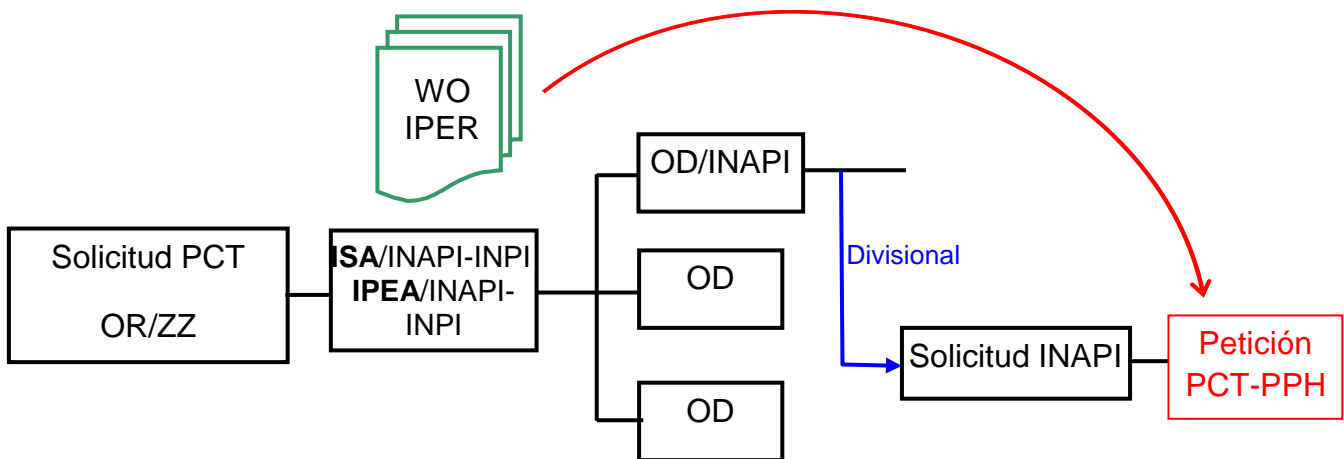 WO
IPER
OD/INAPI
Solicitud PCT
OR/ZZ
ISA/INAPI-INPI
IPEA/INAPI-
INPI
Divisional
OD
Solicitud INAPI
Petición
PCT-PPH
OD